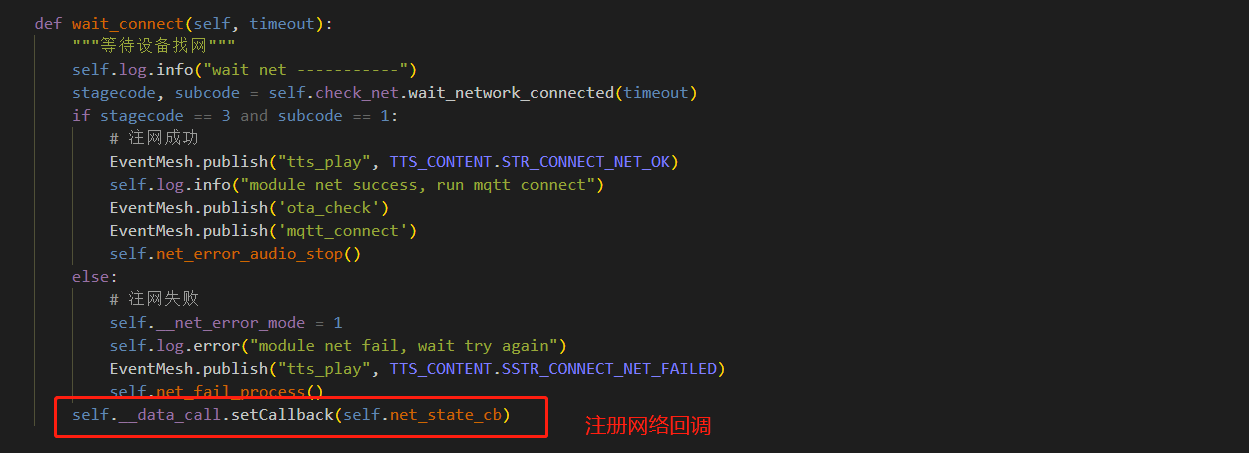 def wait_connect(self, timeout):
"""等待设备找网"""
self.log.info("wait net -----------")
stagecode, subcode = self.check_net.wait_network_connected(timeout)
if stagecode == 3 and subcode == 1:
# 注网成功
EventMesh.publish("tts_play", TTS_CONTENT.STR_CONNECT_NET_OK)
self.log.info("module net success, run mqtt connect")
EventMesh.publish('ota_check')
EventMesh.publish('mqtt_connect')
self.net_error_audio_stop()
else:
# 注网失败
self.__net_error_mode = 1
self.log.error("module net fail, wait try again")
EventMesh.publish("tts_play", TTS_CONTENT.SSTR_CONNECT_NET_FAILED)
self.net_fail_process()
self.__data_call.setCallback(self.net_state_cb)
注册网络回调